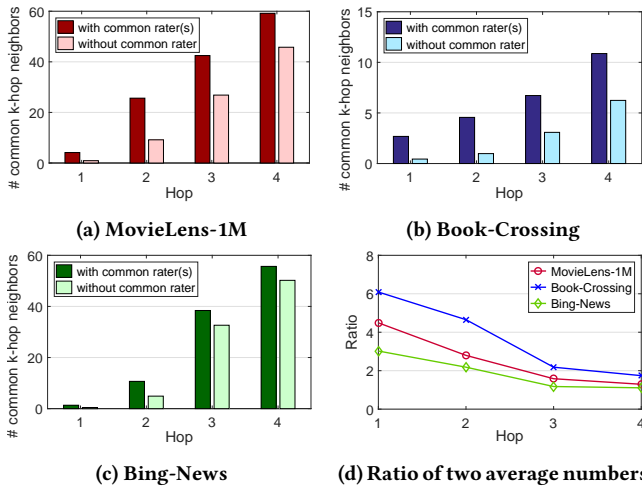 # common k-hop neighbors
60
40
20
0
with common rater(s)
without common rater
1 2 3 4
Hop
(a) MovieLens-1M
# common k-hop neighbors
15
10
5
0
with common rater(s)
without common rater
1 2 3 4
Hop
(b) Book-Crossing
# common k-hop neighbors
60
40
20
0
with common rater(s)
without common rater
1 2 3 4
Hop
(c) Bing-News
Ratio
8
6
4
2
0
MovieLens-1M
Book-Crossing
Bing-News
1 2 3 4
Hop
(d) Ratio of two average numbers